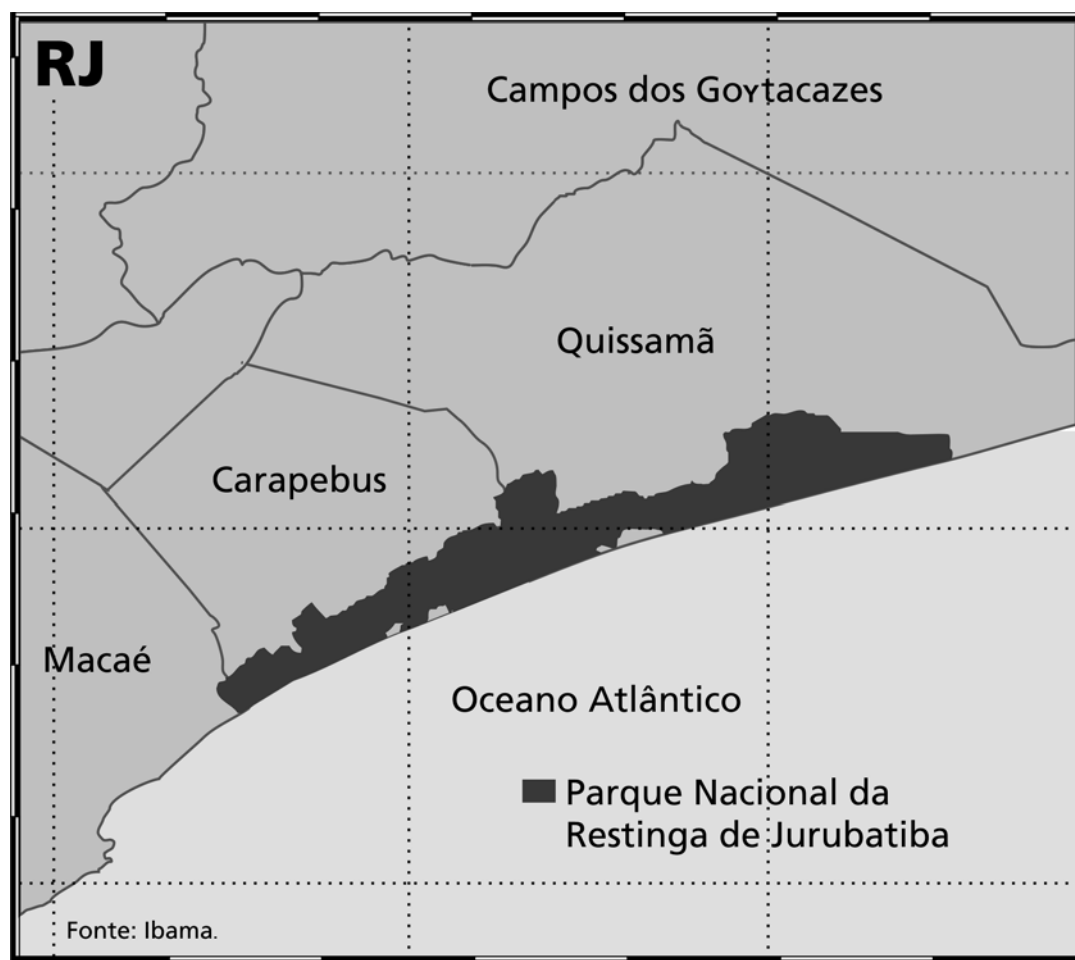 RJ
Campos dos Goytacazes
Quissamã
Carapebus
Macaé
Oceano Atlântico
Parque Nacional da
Restinga de Jurubatiba
Fonte: Ibama.